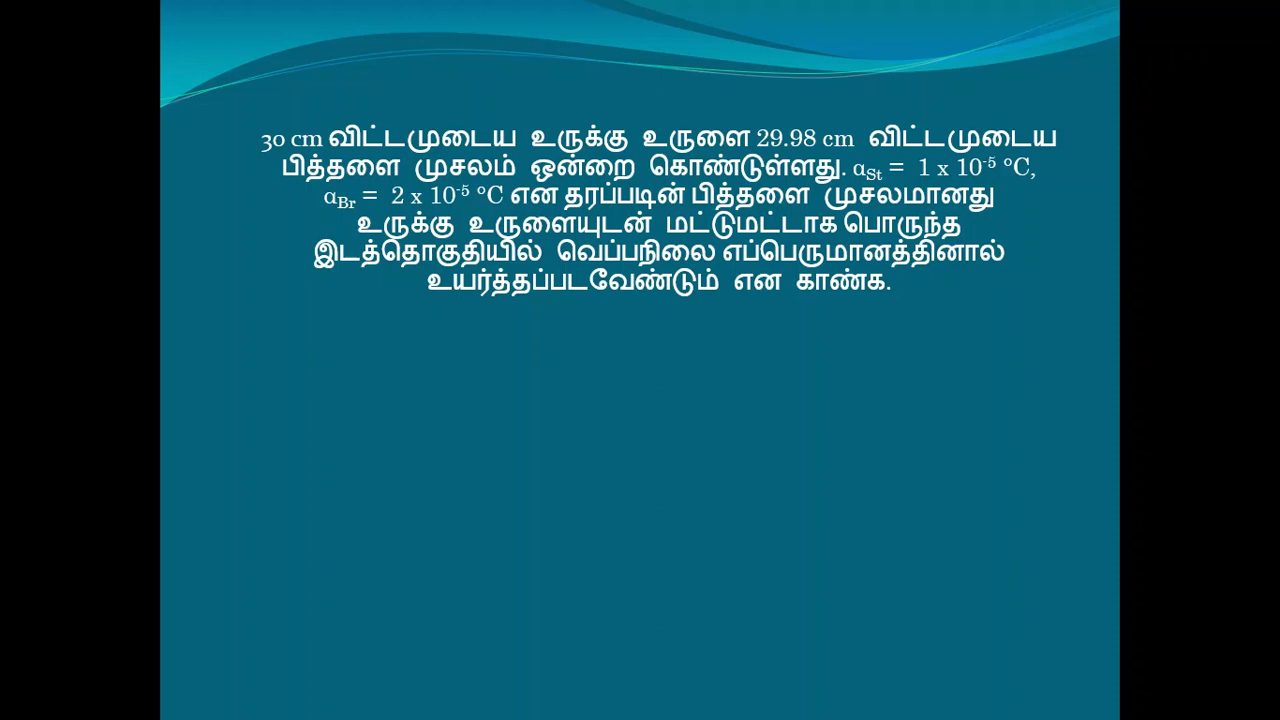 30 cm விட்டமுடைய உருக்கு உருளை 29.98 cm விட்டமுடைய
பித்தளை முசலம் ஒன்றை கொண்டுள்ளது. αSt = 1 x 10-5 °C,
αBr = 2 x 10-5 °C என தரப்படின் பித்தளை முசலமானது
உருக்கு உருளையுடன் மட்டுமட்டாக பொருந்த
இடத்தொகுதியில் வெப்பநிலை எப்பெருமானத்தினால்
உயர்த்தப்படவேண்டும் என காண்க.